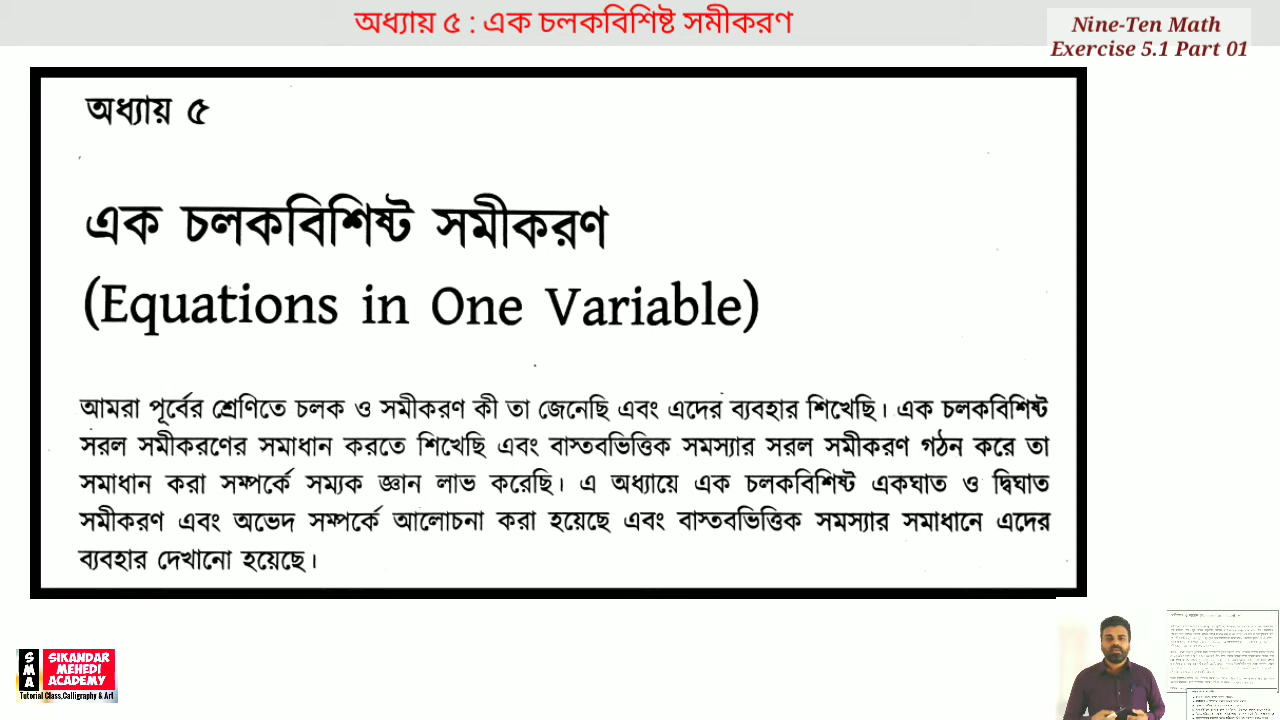 অধ্যায় ৫ : এক চলকবিশিষ্ট সমীকরণ
Nine-Ten Math
Exercise 5.1 Part 01
অধ্যায় ৫
এক চলকবিশিষ্ট সমীকরণ
(Equations in One Variable)
আমরা পূর্বের শ্রেণিতে চলক ও সমীকরণ কী তা জেনেছি এবং এদের ব্যবহার শিখেছি। এক চলকবিশিষ্ট
সরল সমীকরণের সমাধান করতে শিখেছি এবং বাস্তবভিত্তিক সমস্যার সরল সমীকরণ গঠন করে তা
সমাধান করা সম্পর্কে সম্যক জ্ঞান লাভ করেছি। এ অধ্যায়ে এক চলকবিশিষ্ট একঘাত ও দ্বিঘাত
সমীকরণ এবং অভেদ সম্পর্কে আলোচনা করা হয়েছে এবং বাস্তবভিত্তিক সমস্যার সমাধানে এদের
ব্যবহার দেখানো হয়েছে।
SMA
SIKANDAR
MEHEDI
ACADEMY
Tutorial Class,Calligraphy & Art